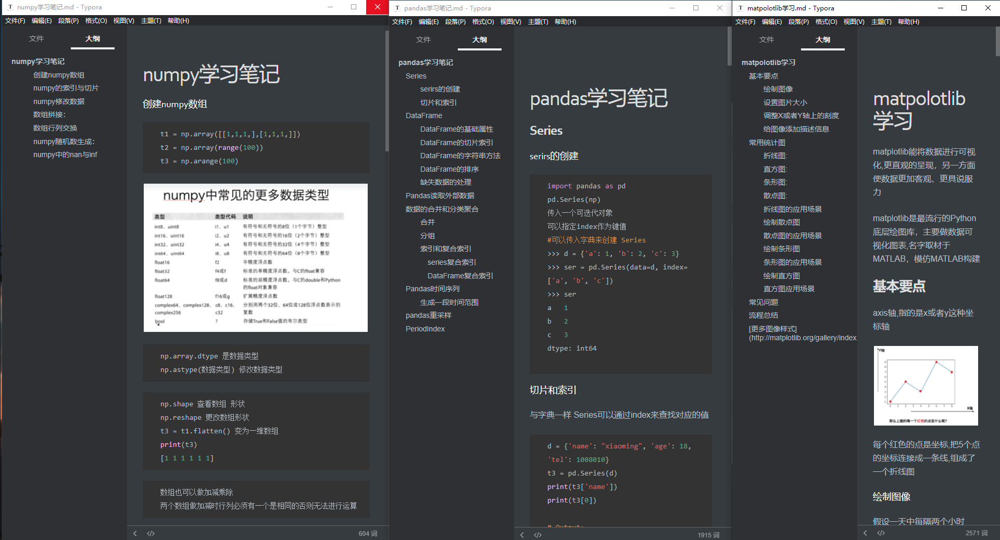 numpy学习笔记.md - Typora
文件(F) 编辑(E) 段落(P) 格式(O) 视图(V) 主题(T) 帮助(H)
文件 大纲
numpy学习笔记
创建numpy数组
numpy的索引与切片
numpy修改数据
数组拼接:
数组行列交换
numpy随机数生成:
numpy中的nan与inf
numpy学习笔记
创建numpy数组
t1 = np.array([[1,1,1,],[1,1,1,]])
t2 = np.array(range(100))
t3 = np.arange(100)
numpy中常见的更多数据类型
类型 类型代码 说明
int8、uint8 i1、u1 有符号和无符号的8位（1个字节）整型
int16、uint16 i2、u2 有符号和无符号的16位（2个字节）整型
int32、uint32 i4、u4 有符号和无符号的32位（4个字节）整型
int64、uint64 i8、u8 有符号和无符号的64位（8个字节）整型
float16 f2 半精度浮点数
float32 f4或f 标准的单精度浮点数。与C的float兼容
float64 f8或d 标准的双精度浮点数。与C的double和Python
的float对象兼容
float128 f16或g 扩展精度浮点数
complex64、complex128、 c8、c16、 分别用两个32位、64位或128位浮点数表示的
complex256 c32 复数
bool ? 存储True和False值的布尔类型
np.array.dtype 是数据类型
np.astype(数据类型) 修改数据类型
np.shape 查看数组 形状
np.reshape 更改数组形状
t3 = t1.flatten() 变为一维数组
print(t3)
[1 1 1 1 1 1]
数组也可以做加减乘除
两个数组做加减时行列必须有一个是相同的否则无法进行运算
604 词
pandas学习笔记.md - Typora
文件(F) 编辑(E) 段落(P) 格式(O) 视图(V) 主题(T) 帮助(H)
文件 大纲
pandas学习笔记
Series
serirs的创建
切片和索引
DataFrame
DataFrame的基础属性
DataFrame的切片索引
DataFrame的字符串方法
DataFrame的排序
缺失数据的处理
Pandas读取外部数据
数据的合并和分类聚合
合并
分组
索引和复合索引
series复合索引
DataFrame复合索引
Pandas时间序列
生成一段时间范围
pandas重采样
PeriodIndex
pandas学习笔记
Series
serirs的创建
import pandas as pd
pd.Series(np)
传入一个可迭代对象
可以指定index作为键值
#可以传入字典来创建 Series
>>> d = {'a': 1, 'b': 2, 'c': 3}
>>> ser = pd.Series(data=d, index=
['a', 'b', 'c'])
>>> ser
a 1
b 2
c 3
dtype: int64
切片和索引
与字典一样 Series可以通过index来查找对应的值
d = {'name': "xiaoming", 'age': 18,
'tel': 1008010}
t3 = pd.Series(d)
print(t3['name'])
print(t3[0])
# Output:
1915 词
matpolotlib学习.md - Typora
文件(F) 编辑(E) 段落(P) 格式(O) 视图(V) 主题(T) 帮助(H)
文件 大纲
matpolotlib学习
基本要点
绘制图像
设置图片大小
调整X或者Y轴上的刻度
给图像添加描述信息
常用统计图
折线图:
直方图:
条形图:
散点图:
折线图的应用场景
绘制散点图
散点图的应用场景
绘制条形图
条形图的应用场景
绘制直方图
直方图应用场景
常见问题
流程总结
[更多图像样式]
(http://matplotlib.org/gallery/index
matpolotlib
学习
matplotlib能将数据进行可视
化,更直观的呈现，另一方面
使数据更加客观、更具说服
力
matplotlib是最流行的Python
底层绘图库，主要做数据可
视化图表,名字取材于
MATLAB，模仿MATLAB构建
基本要点
axis轴,指的是x或者y这种坐
标轴
Y轴
X轴
那么上面的每一个红色的点是什么呢?
每个红色的点是坐标,把5个点
的坐标连接成一条线,组成了
一个折线图
绘制图像
假设一天中每隔两个小时
2571 词